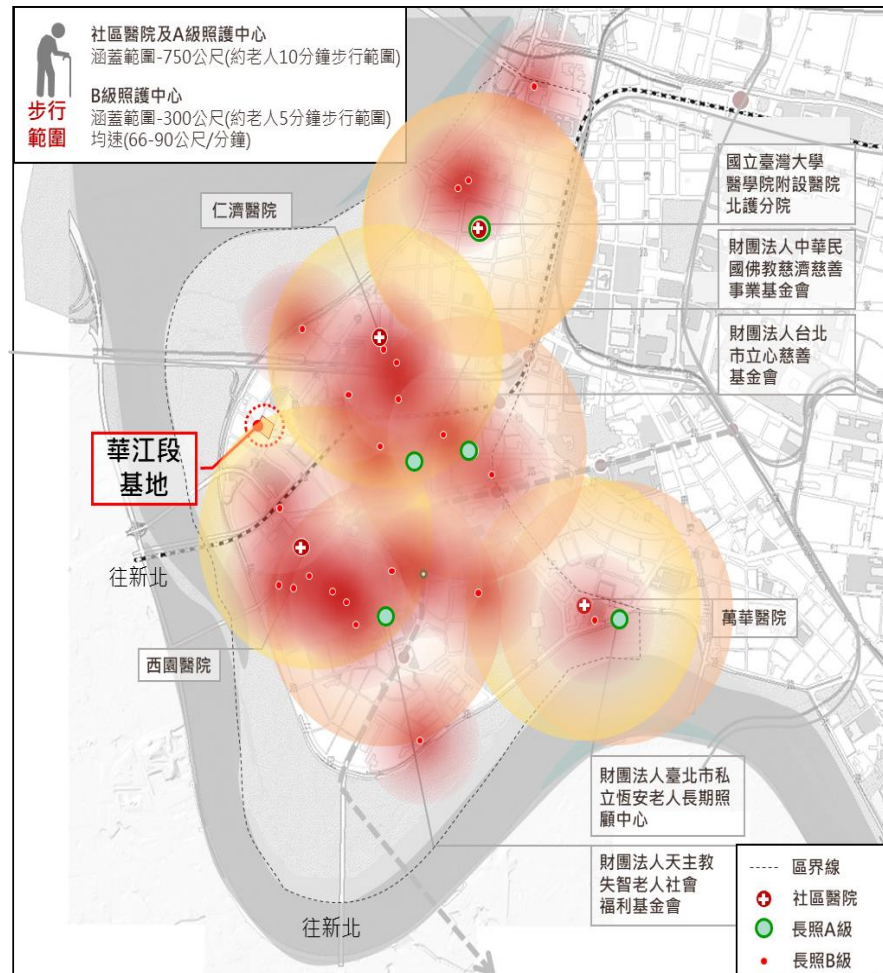 社區醫院及A級照護中心
涵蓋範圍-750公尺(約老人10分鐘步行範圍)
B級照護中心
涵蓋範圍-300公尺(約老人5分鐘步行範圍)
均速(66-90公尺/分鐘)
步行
範圍
仁濟醫院
國立臺灣大學
醫學院附設醫院
北護分院
財團法人中華民
國佛教慈濟慈善
事業基金會
財團法人台北
市立心慈善
基金會
華江段
基地
往新北
西園醫院
萬華醫院
財團法人臺北市私
立恆安老人長期照
顧中心
財團法人天主教
失智老人社會
福利基金會
往新北
區界線
社區醫院
長照A級
長照B級